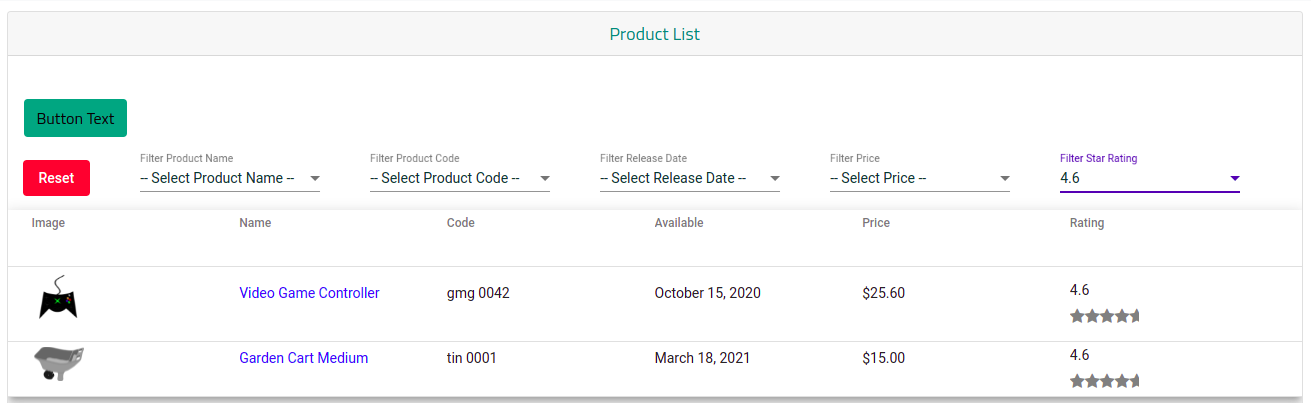 Product List
Button Text
Reset
Filter Product Name
-- Select Product Name --
Filter Product Code
-- Select Product Code --
Filter Release Date
-- Select Release Date --
Filter Price
-- Select Price --
Filter Star Rating
4.6
Image Name Code Available Price Rating
Video Game Controller gmg 0042 October 15, 2020 $25.60 4.6
Garden Cart Medium tin 0001 March 18, 2021 $15.00 4.6